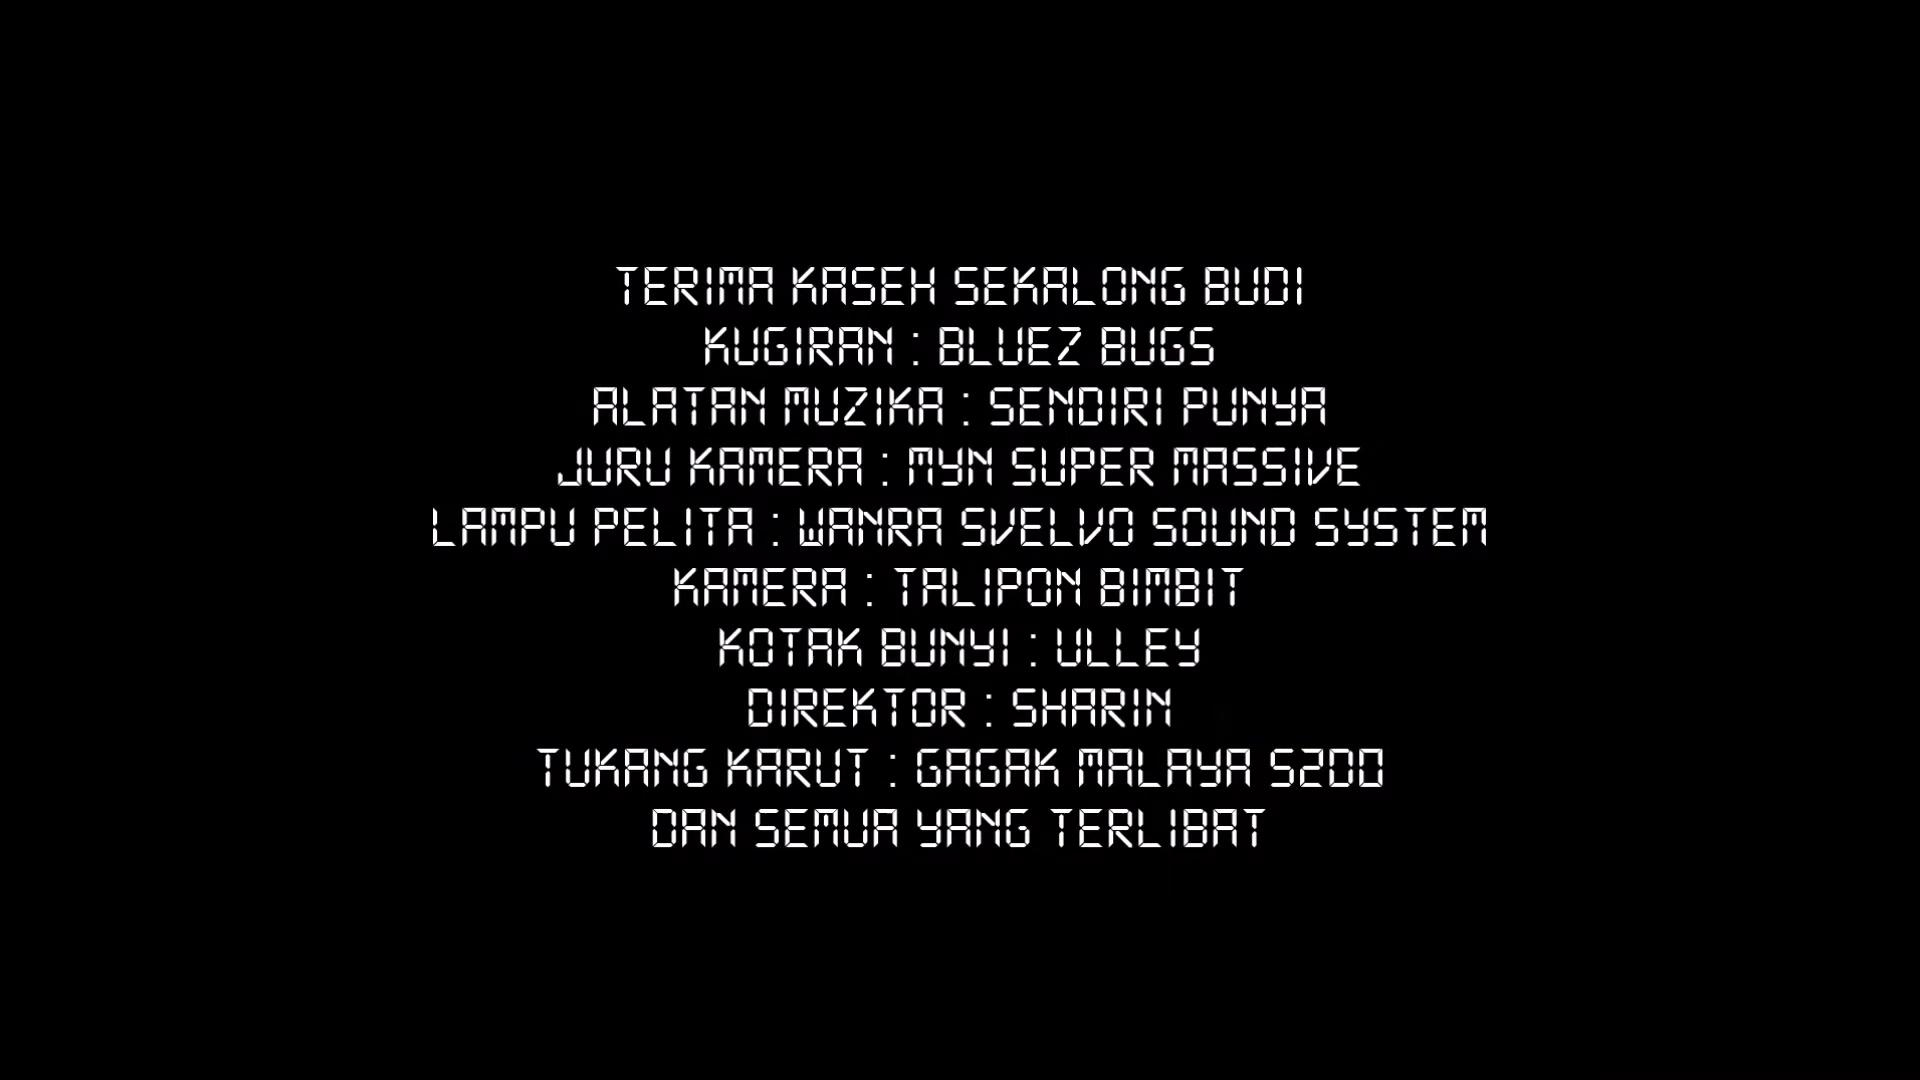 TERIMA KASEH SEKALONG BUDI
KUGIRAN : BLUEZ BUGS
ALATAN MUZIKA : SENDIRI PUNYA
JURU KAMERA : MYN SUPER MASSIVE
LAMPU PELITA : WANRA SVELVO SOUND SYSTEM
KAMERA : TALIPON BIMBIT
KOTAK BUNYI : ULLEY
DIREKTOR : SHARIN
TUKANG KARUT : GAGAK MALAYA S200
DAN SEMUA YANG TERLIBAT